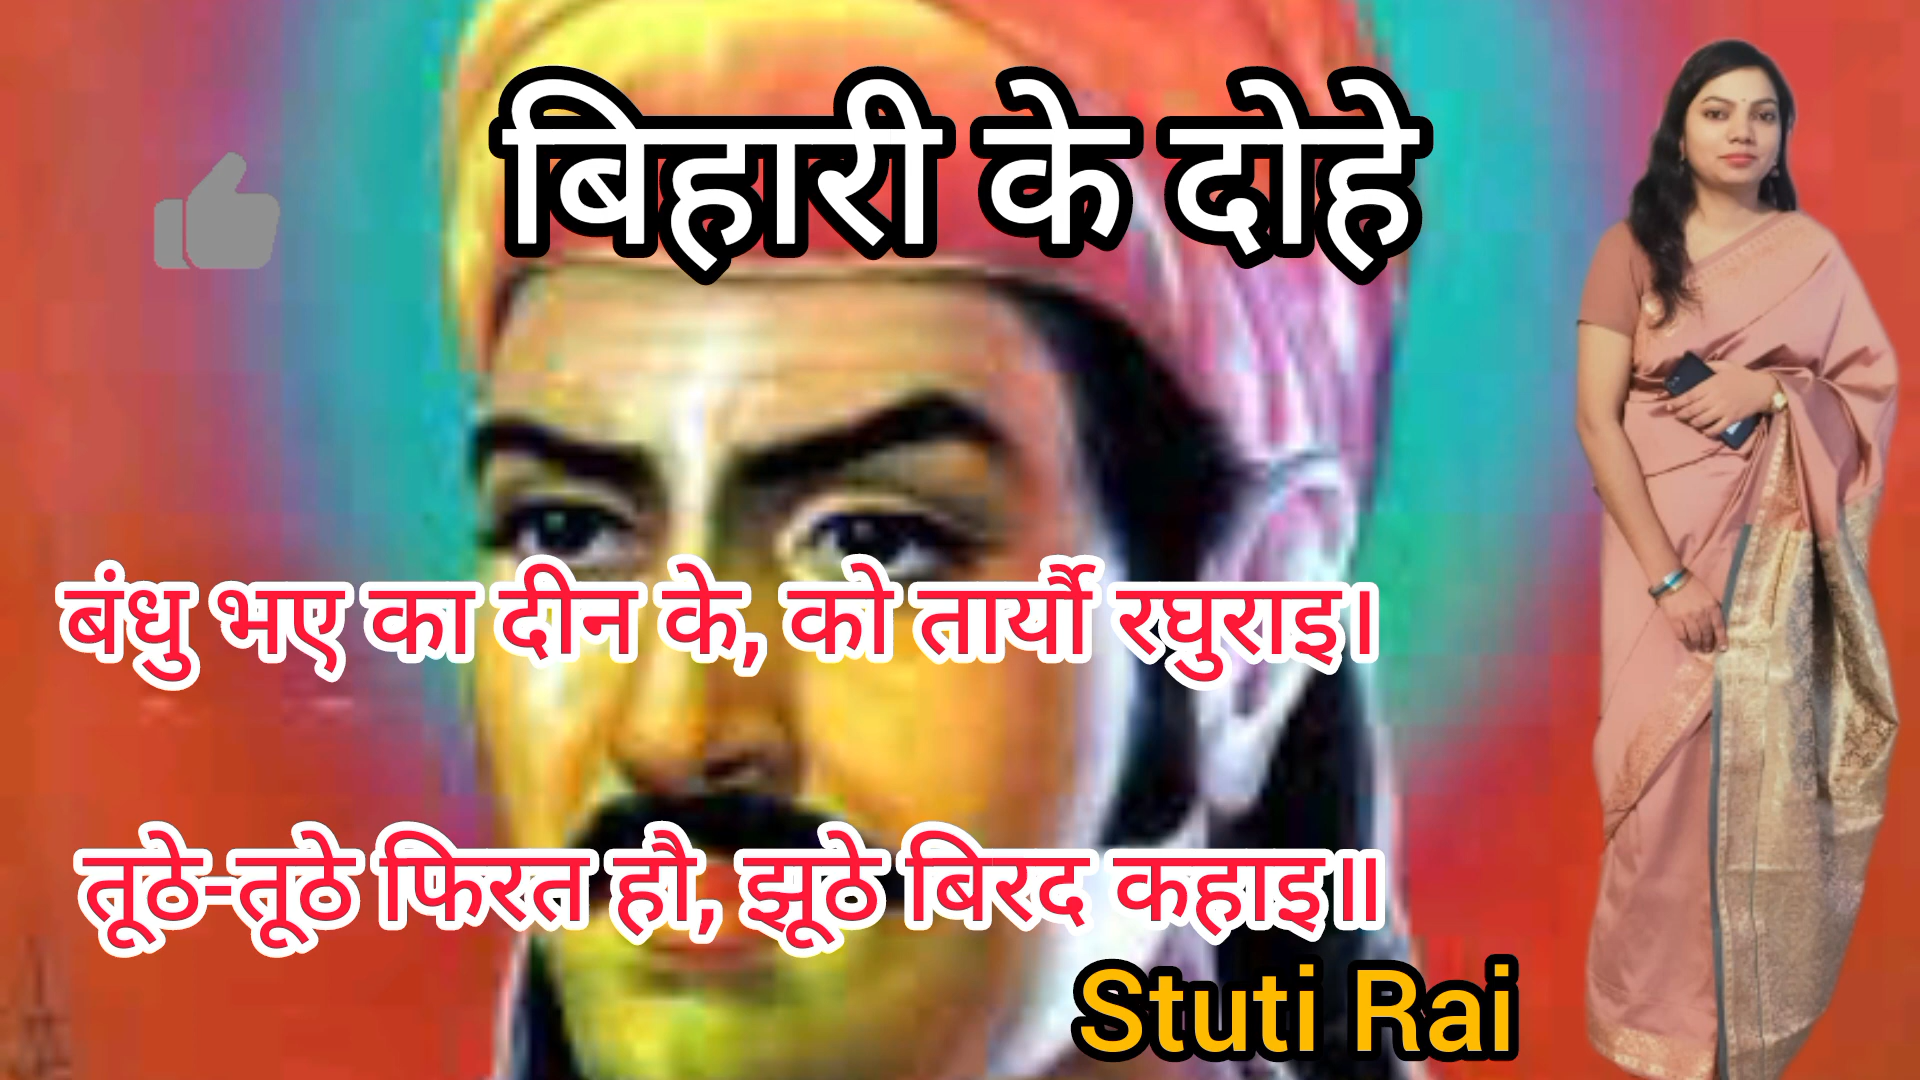 बिहारी के दोहे
बंधु भए का दीन के, को तार्यौ रघुराइ।
तूठे-तूठे फिरत हौ, झूठे बिरद कहाइ॥
Stuti Rai